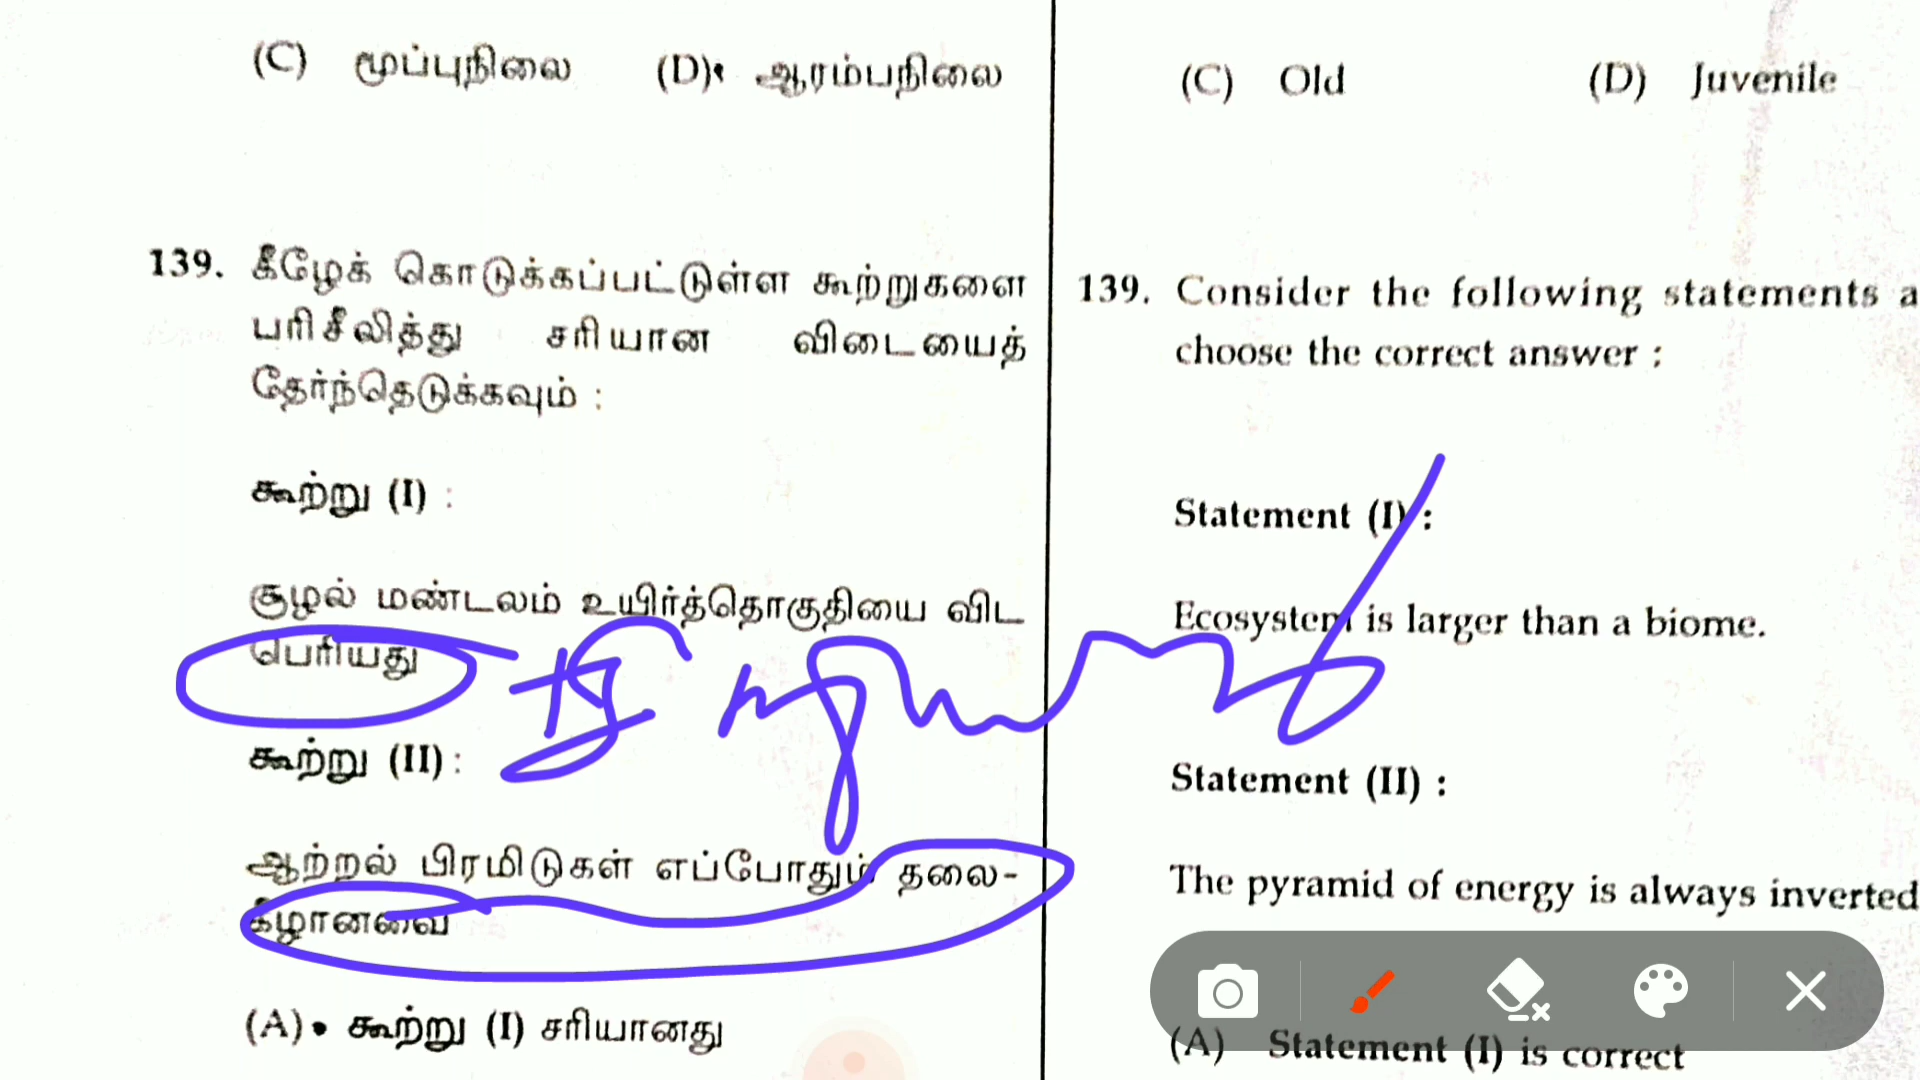 (C) மூப்புநிலை (D) ஆரம்பநிலை
139. கீழேக் கொடுக்கப்பட்டுள்ள கூற்றுகளை
பரிசீலித்து சரியான விடையைத்
தேர்ந்தெடுக்கவும் :
கூற்று (I) :
சூழல் மண்டலம் உயிர்த்தொகுதியை விட
பெரியது
கூற்று (II) :
ஆற்றல் பிரமிடுகள் எப்போதும் தலை-
கீழானவை
(A) கூற்று (I) சரியானது
(C) Old (D) Juvenile
139. Consider the following statements a
choose the correct answer :
Statement (I) :
Ecosystem is larger than a biome.
Statement (II) :
The pyramid of energy is always inverted
(A) Statement (I) is correct